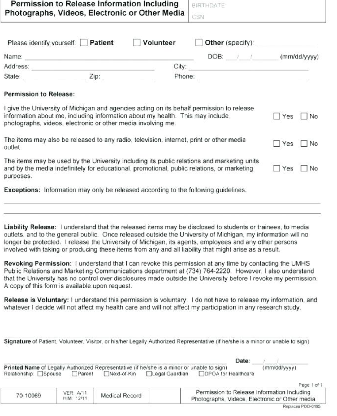 Permission to Release Information Including
Photographs, Videos, Electronic or Other Media
BIRTHDATE
CSN
Please identify yourself: Patient Volunteer Other (specify)
Name: DOB: / / (mm/dd/yyyy)
Address: City:
State: Zip: Phone:
Permission to Release:
I give the University of Michigan and agencies acting on its behalf permission to release
information about me, including information about my health. This may include
photographs, videos, electronic or other media involving me.
Yes No
The items may also be released to any radio, television, internet, print or other media
outlet.
Yes No
The items may be used by the University including its public relations and marketing units
and by the media indefinitely for educational, promotional, public relations, or marketing
purposes.
Yes No
Exceptions: Information may only be released according to the following guidelines.
Liability Release: I understand that the released items may be disclosed to students or trainees, to media
outlets, and to the general public. Once released outside the University of Michigan, my information will no
longer be protected. I release the University of Michigan, its agents, employees and any other persons
involved with taking or producing these items from any and all liability that might arise as a result.
Revoking Permission: I understand that I can revoke this permission at any time by contacting the UMHS
Public Relations and Marketing Communications department at (734) 764-2220. However, I also understand
that the University has no control over disclosures made outside the University before I revoke my permission.
A copy of this form is available upon request.
Release is Voluntary: I understand this permission is voluntary. I do not have to release my information, and
whatever I decide will not affect my health care and will not affect my participation in any research study.
Signature of Patient, Volunteer, Visitor, or his/her Legally Authorized Representative (if he/she is a minor or unable to sign)
Date: / /
Printed Name of Legally Authorized Representative (if he/she is a minor or unable to sign) (mm/dd/yyyy)
Relationship: Spouse Parent Next-of-Kin Legal Guardian DPOA for Healthcare
Page 1 of 1
70-10069
VER: A/11
HIM: 12/11
Medical Record
Permission to Release Information Including
Photographs, Videos, Electronic or Other media
Replaces POD-0195